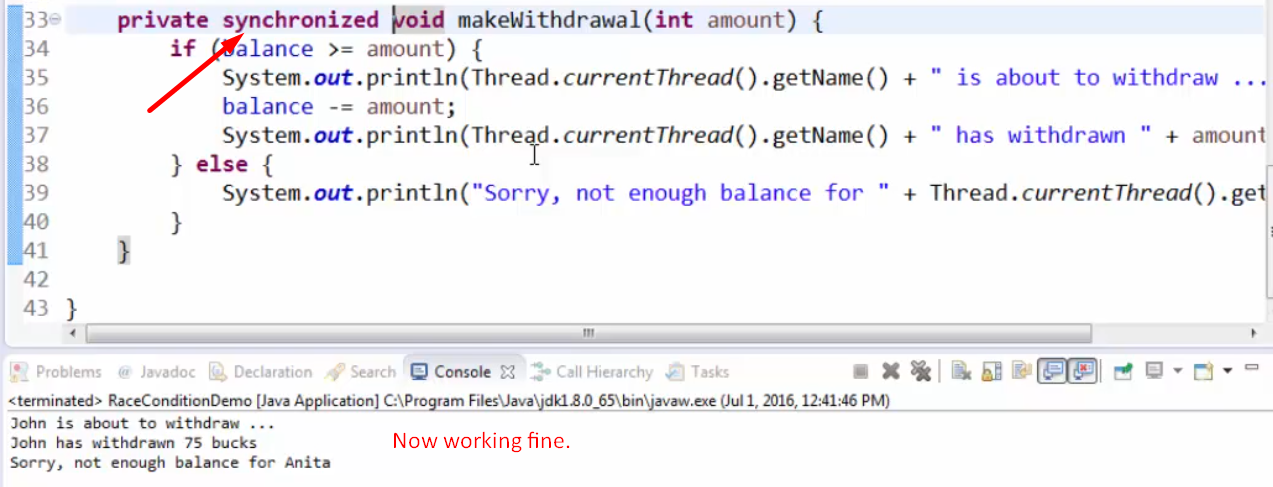 33 private synchronized void makeWithdrawal(int amount) {
34 if (balance >= amount) {
35 System.out.println(Thread.currentThread().getName() + " is about to withdraw ...
36 balance -= amount;
37 System.out.println(Thread.currentThread().getName() + " has withdrawn " + amount
38 } else {
39 System.out.println("Sorry, not enough balance for " + Thread.currentThread().get
40 }
41 }
42
43 }
Problems @ Javadoc Declaration Search Console Call Hierarchy Tasks
<terminated> RaceConditionDemo [Java Application] C:\Program Files\Java\jdk1.8.0_65\bin\javaw.exe (Jul 1, 2016, 12:41:46 PM)
John is about to withdraw ...
John has withdrawn 75 bucks
Now working fine.
Sorry, not enough balance for Anita